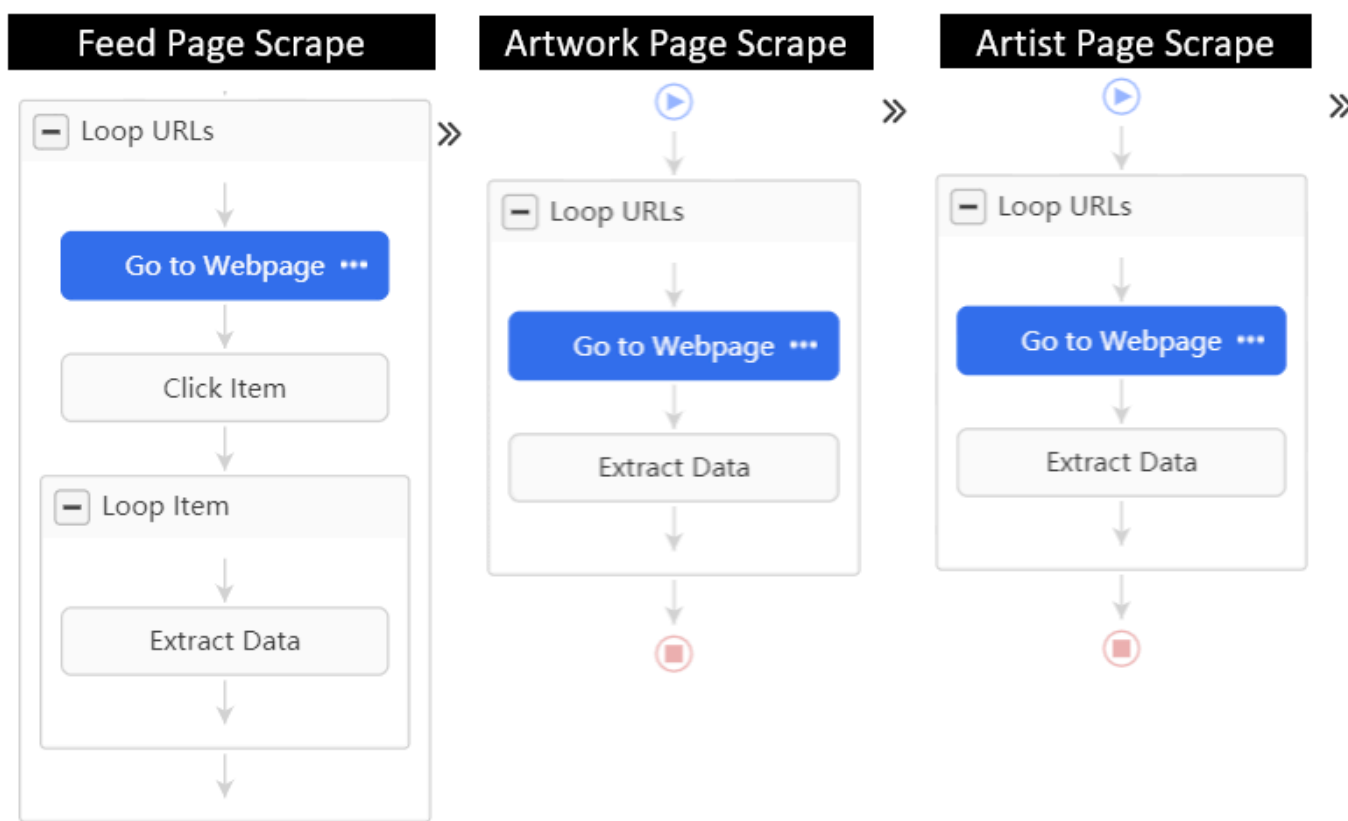 Feed Page Scrape
Loop URLs
Go to Webpage
Click Item
Loop Item
Extract Data
Artwork Page Scrape
Loop URLs
Go to Webpage
Extract Data
Artist Page Scrape
Loop URLs
Go to Webpage
Extract Data